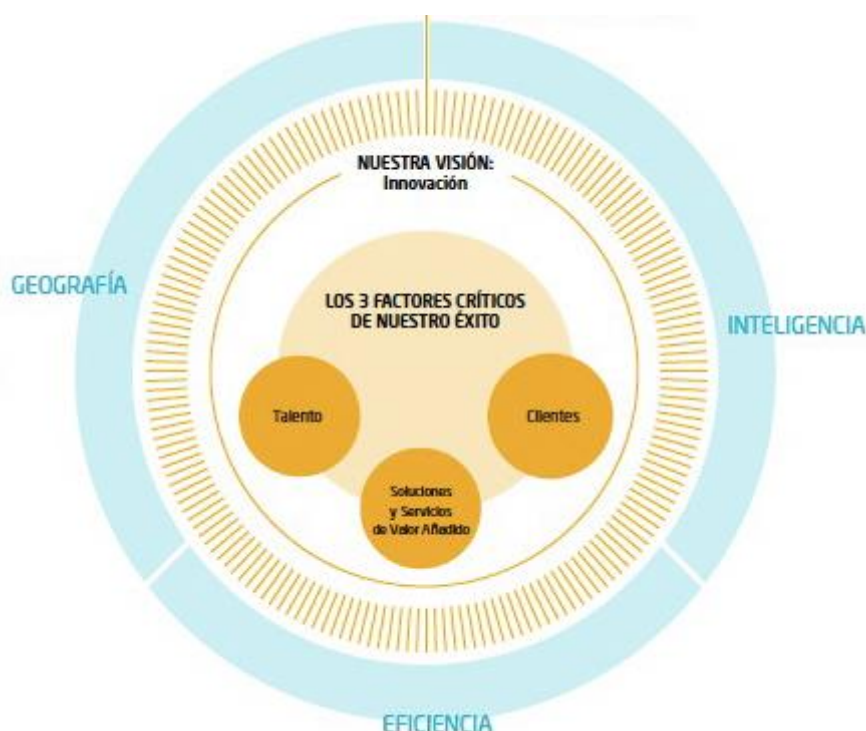 NUESTRA VISIÓN:
Innovación
GEOGRAFÍA
LOS 3 FACTORES CRÍTICOS
DE NUESTRO ÉXITO
INTELIGENCIA
Talento
Clientes
Soluciones
y Servicios
de Valor Añadido
EFICIENCIA